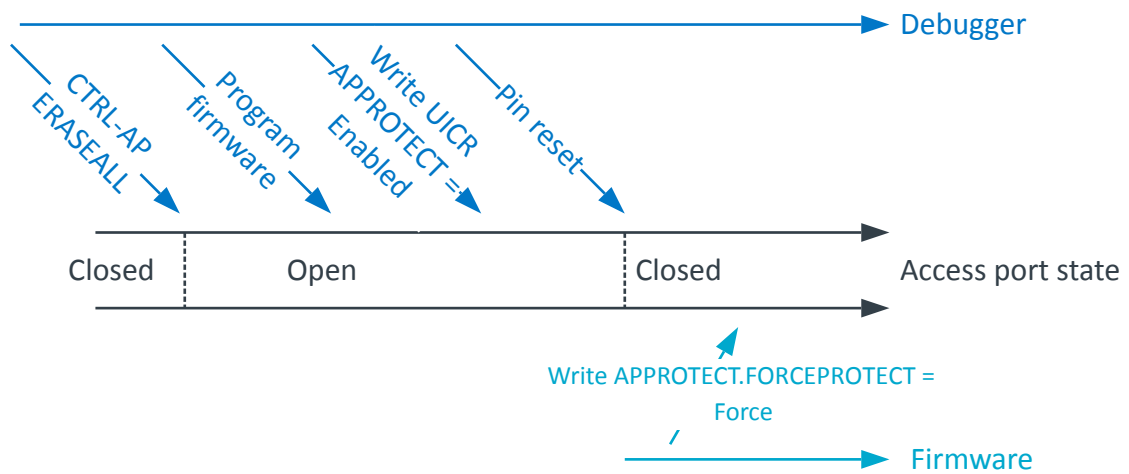 Debugger
CTRL-AP
ERASEALL
Program
firmware
Write UICR
APPROTECT =
Enabled
Pin reset
Closed
Open
Closed
Access port state
Write APPROTECT.FORCEPROTECT =
Force
Firmware